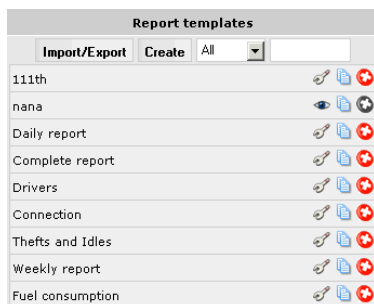 Report templates
Import/Export Create All
111th
nana
Daily report
Complete report
Drivers
Connection
Thefts and Idles
Weekly report
Fuel consumption